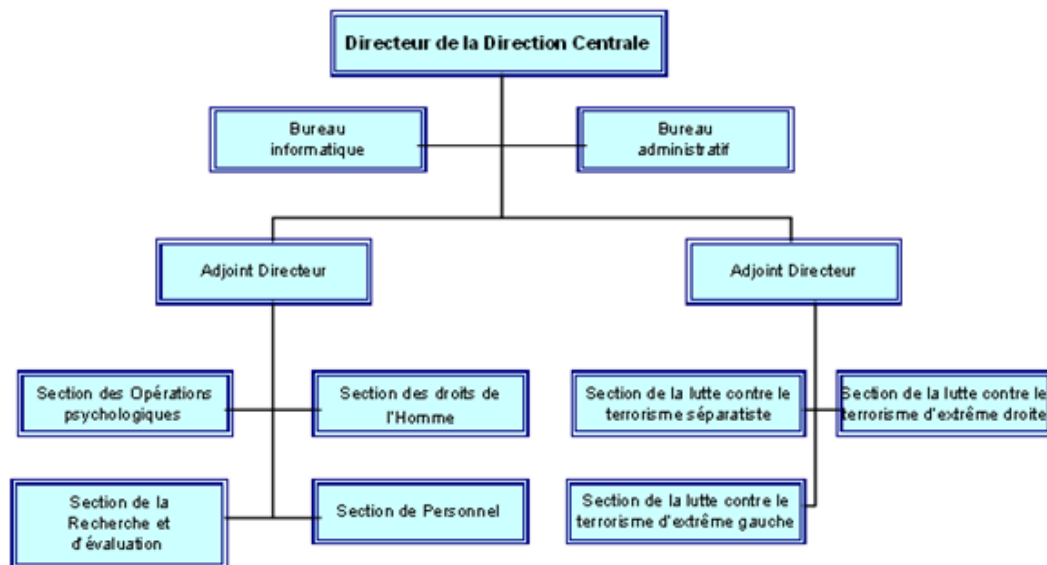 Directeur de la Direction Centrale
Bureau
informatique
Bureau
administratif
Adjoint Directeur
Adjoint Directeur
Section des Opérations
psychologiques
Section des droits de
l'Homme
Section de la lutte contre le
terrorisme séparatiste
Section de la lutte contre le
terrorisme d'extrême droite
Section de la
Recherche et
d'évaluation
Section de Personnel
Section de la lutte contre le
terrorisme d'extrême gauche